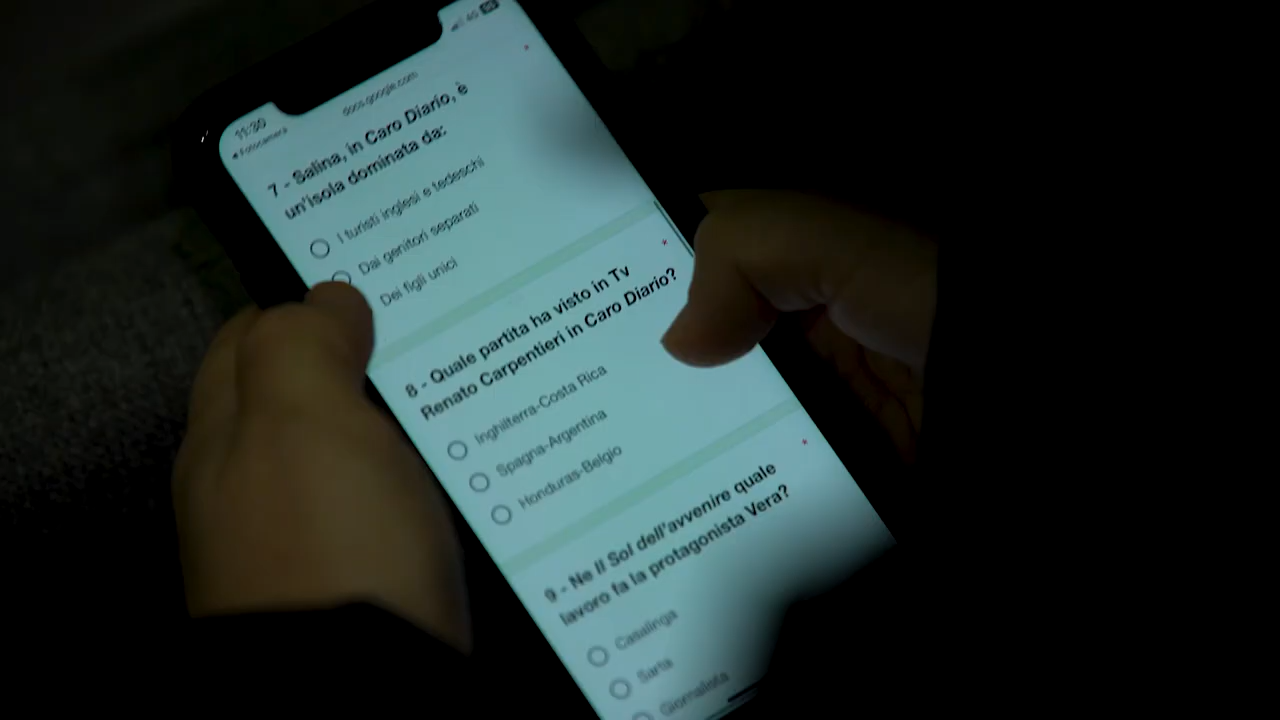 11:30
4G
Fotocamera
docs.google.com
7 - Salina, in Caro Diario, è
un'isola dominata da:
I turisti inglesi e tedeschi
Dai genitori separati
Dei figli unici
8 - Quale partita ha visto in Tv
Renato Carpentieri in Caro Diario?
Inghilterra-Costa Rica
Spagna-Argentina
Honduras-Belgio
9 - Ne Il Sol dell'avvenire quale
lavoro fa la protagonista Vera?
Casalinga
Sarta
Giornalista